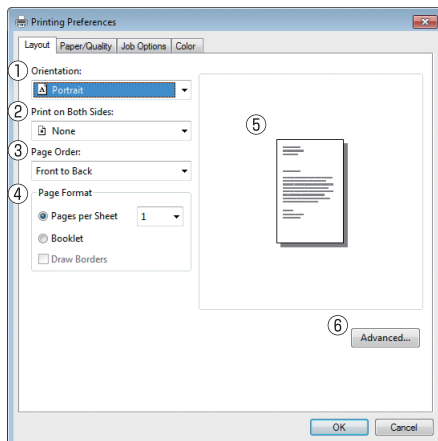 Printing Preferences
Layout Paper/Quality Job Options Color
① Orientation:
A Portrait
② Print on Both Sides:
None
③ Page Order:
Front to Back
④ Page Format
Pages per Sheet 1
Booklet
Draw Borders
⑤
⑥
Advanced...
OK Cancel